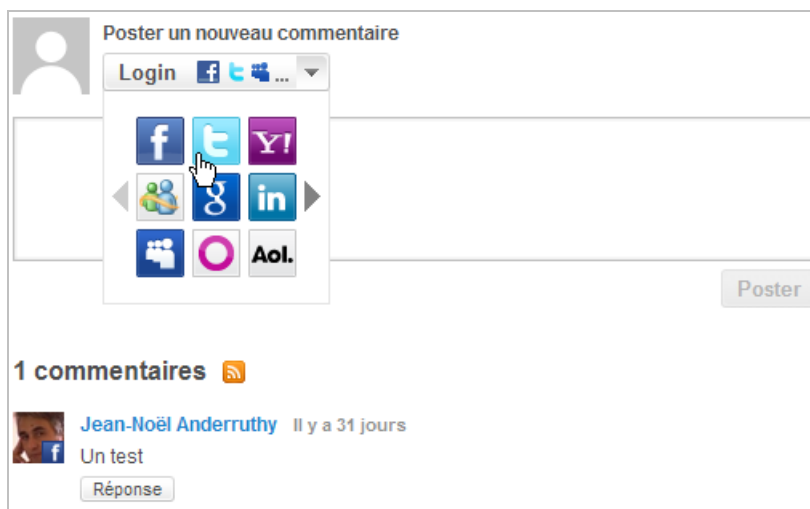 Poster un nouveau commentaire
Login f t ...
f t Y!
g in
Aol.
Poster
1 commentaires
Jean-Noël Anderruthy Il y a 31 jours
f
Un test
Réponse